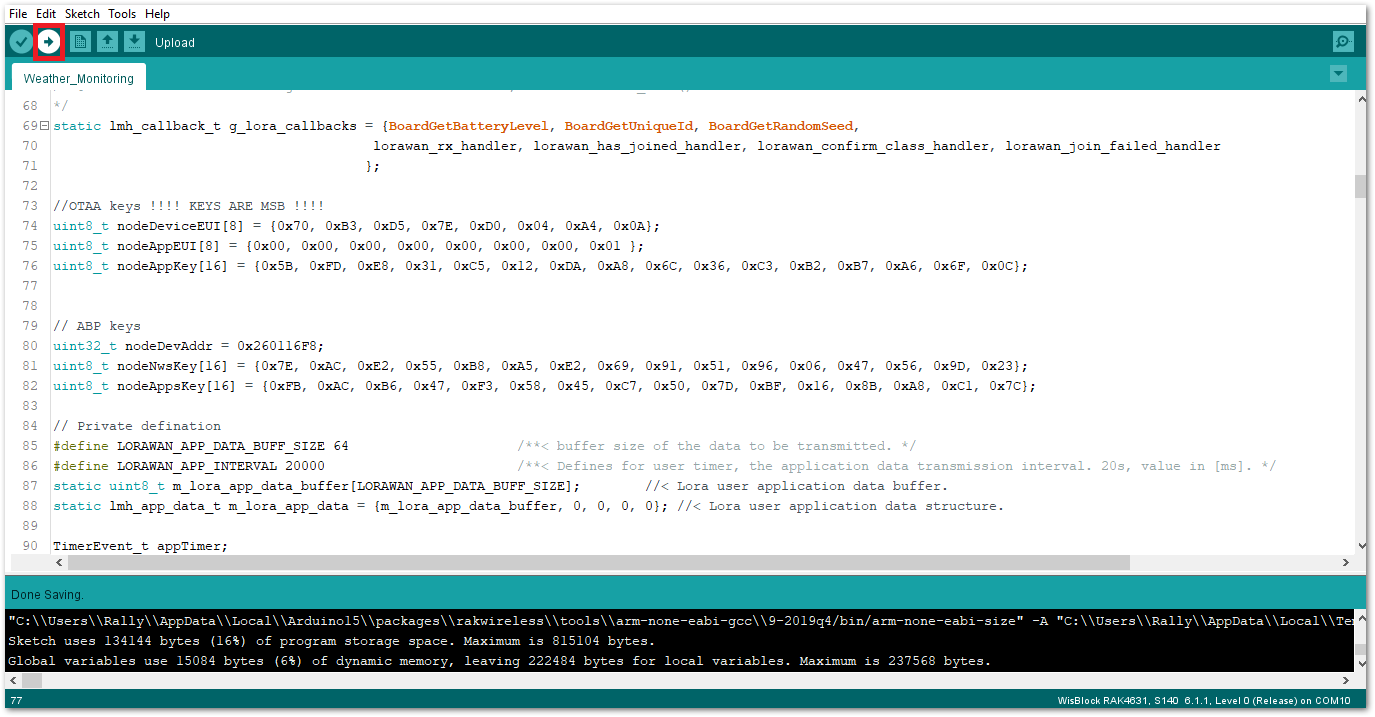 File Edit Sketch Tools Help
Upload
Weather_Monitoring
68 */
69 static lmh_callback_t g_lora_callbacks = {BoardGetBatteryLevel, BoardGetUniqueId, BoardGetRandomSeed,
70 lorawan_rx_handler, lorawan_has_joined_handler, lorawan_confirm_class_handler, lorawan_join_failed_handler
71 };
72
73 //OTAA keys !!!! KEYS ARE MSB !!!!
74 uint8_t nodeDeviceEUI[8] = {0x70, 0xB3, 0xD5, 0x7E, 0xD0, 0x04, 0xA4, 0x0A};
75 uint8_t nodeAppEUI[8] = {0x00, 0x00, 0x00, 0x00, 0x00, 0x00, 0x00, 0x01 };
76 uint8_t nodeAppKey[16] = {0x5B, 0xFD, 0xE8, 0x31, 0xC5, 0x12, 0xDA, 0xA8, 0x6C, 0x36, 0xC3, 0xB2, 0xB7, 0xA6, 0x6F, 0x0C};
77
78
79 // ABP keys
80 uint32_t nodeDevAddr = 0x260116F8;
81 uint8_t nodeNwsKey[16] = {0x7E, 0xAC, 0xE2, 0x55, 0xB8, 0xA5, 0xE2, 0x69, 0x91, 0x51, 0x96, 0x06, 0x47, 0x56, 0x9D, 0x23};
82 uint8_t nodeAppsKey[16] = {0xFB, 0xAC, 0xB6, 0x47, 0xF3, 0x58, 0x45, 0xC7, 0x50, 0x7D, 0xBF, 0x16, 0x8B, 0xA8, 0xC1, 0x7C};
83
84 // Private defination
85 #define LORAWAN_APP_DATA_BUFF_SIZE 64 /**< buffer size of the data to be transmitted. */
86 #define LORAWAN_APP_INTERVAL 20000 /**< Defines for user timer, the application data transmission interval. 20s, value in [ms]. */
87 static uint8_t m_lora_app_data_buffer[LORAWAN_APP_DATA_BUFF_SIZE]; //< Lora user application data buffer.
88 static lmh_app_data_t m_lora_app_data = {m_lora_app_data_buffer, 0, 0, 0, 0}; //< Lora user application data structure.
89
90 TimerEvent_t appTimer;
Done Saving.
"C:\\Users\\Rally\\AppData\\Local\\Arduino15\\packages\\rakwireless\\tools\\arm-none-eabi-gcc\\9-2019q4/bin/arm-none-eabi-size" -A "C:\\Users\\Rally\\AppData\\Local\\Te
Sketch uses 134144 bytes (16%) of program storage space. Maximum is 815104 bytes.
Global variables use 15084 bytes (6%) of dynamic memory, leaving 222484 bytes for local variables. Maximum is 237568 bytes.
77 WisBlock RAK4631, S140 6.1.1, Level 0 (Release) on COM10